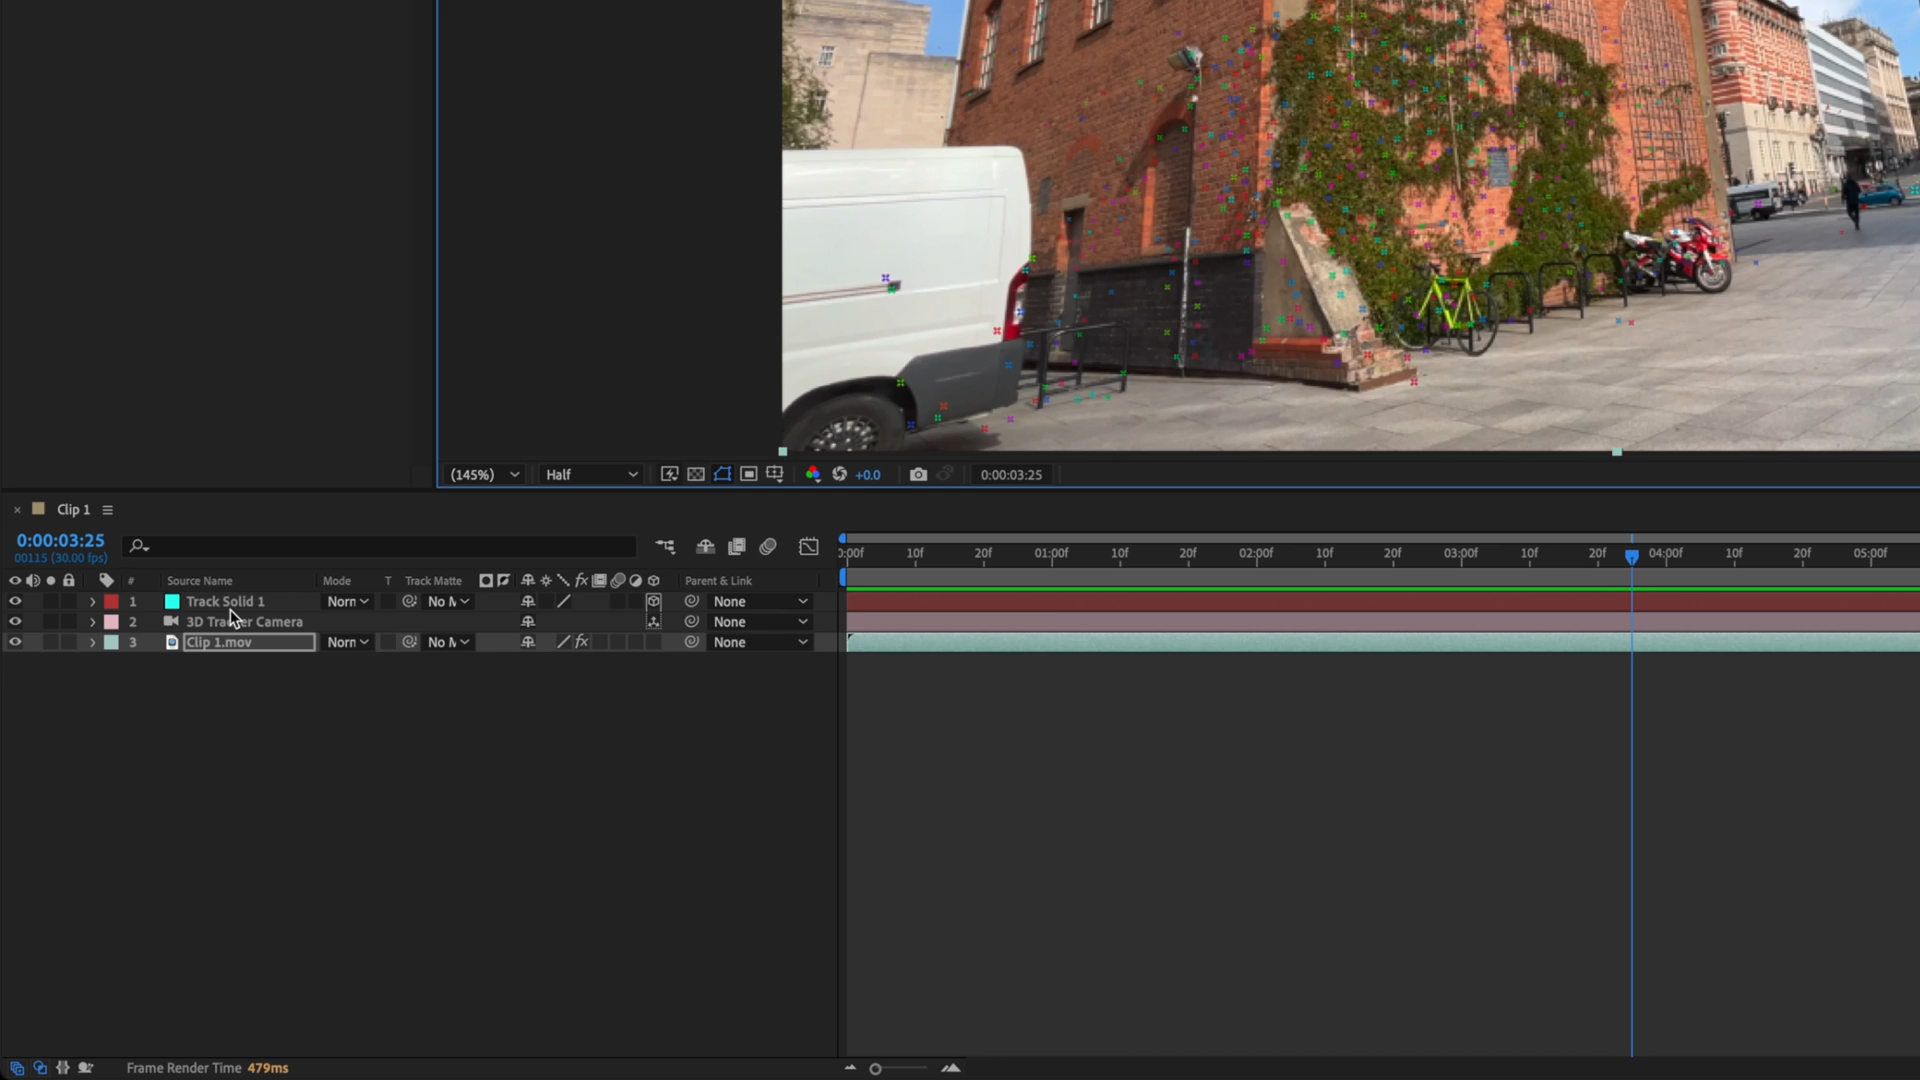 (145%) Half +0.0 0:00:03:25
× Clip 1
0:00:03:25
00115 (30.00 fps)
:00f 10f 20f 01:00f 10f 20f 02:00f 10f 20f 03:00f 10f 20f 04:00f 10f 20f 05:00f
# Source Name Mode T Track Matte fx Parent & Link
1 Track Solid 1 Norn No M None
2 3D Tracker Camera None
3 Clip 1.mov Norn No M fx None
Frame Render Time 479ms